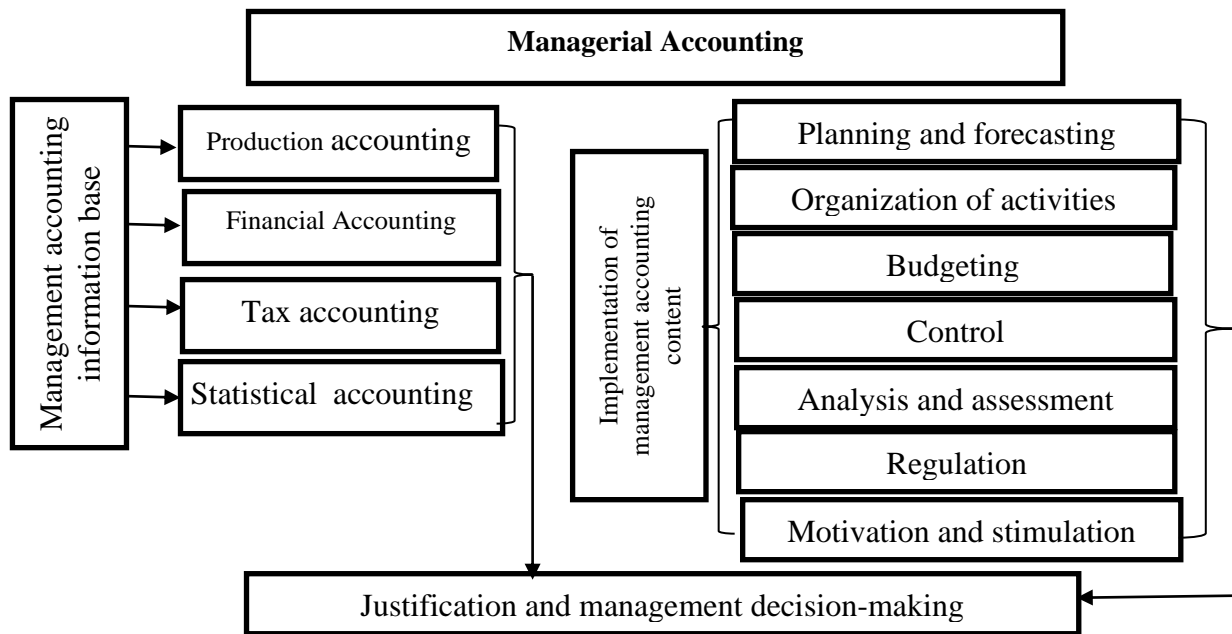 Managerial Accounting
Management accounting
information base
Production accounting
Financial Accounting
Tax accounting
Statistical  accounting
Implementation of
management accounting
content
Planning and forecasting
Organization of activities
Budgeting
Control
Analysis and assessment
Regulation
Motivation and stimulation
Justification and management decision-making